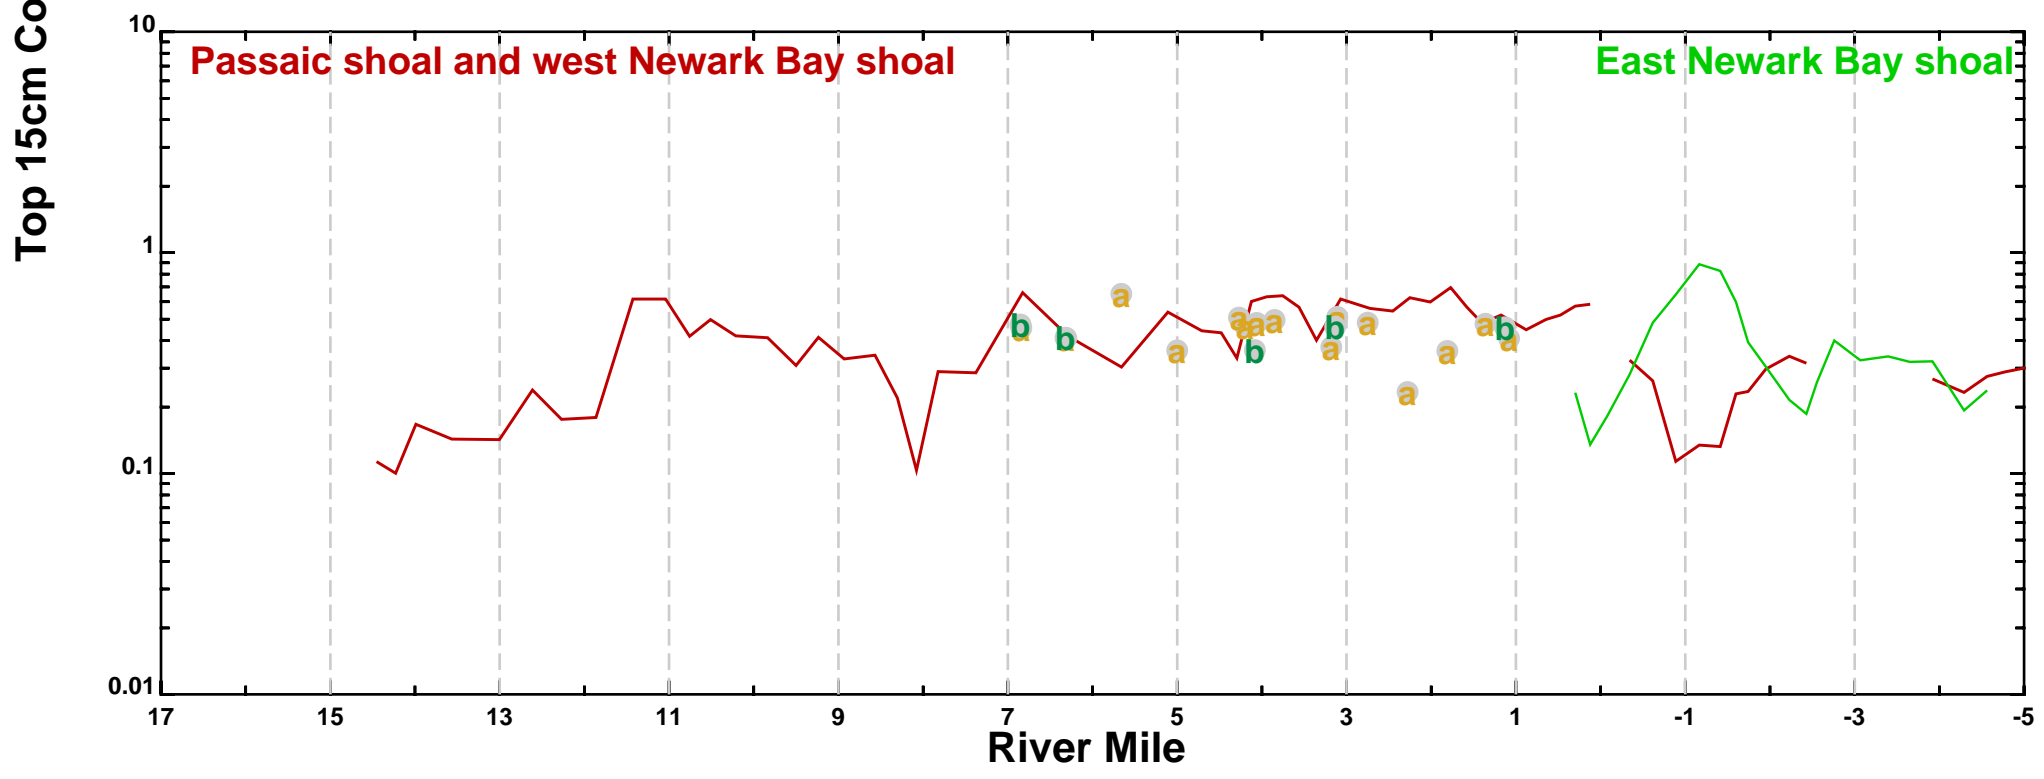 Top 15cm Co
10
1
0.1
0.01
Passaic shoal and west Newark Bay shoal
East Newark Bay shoal
a
a
b
a
b
a
a
a
a
a
a
b
a
a
b
a
a
a
a
a
b
17 15 13 11 9 7 5 3 1 -1 -3 -5
River Mile